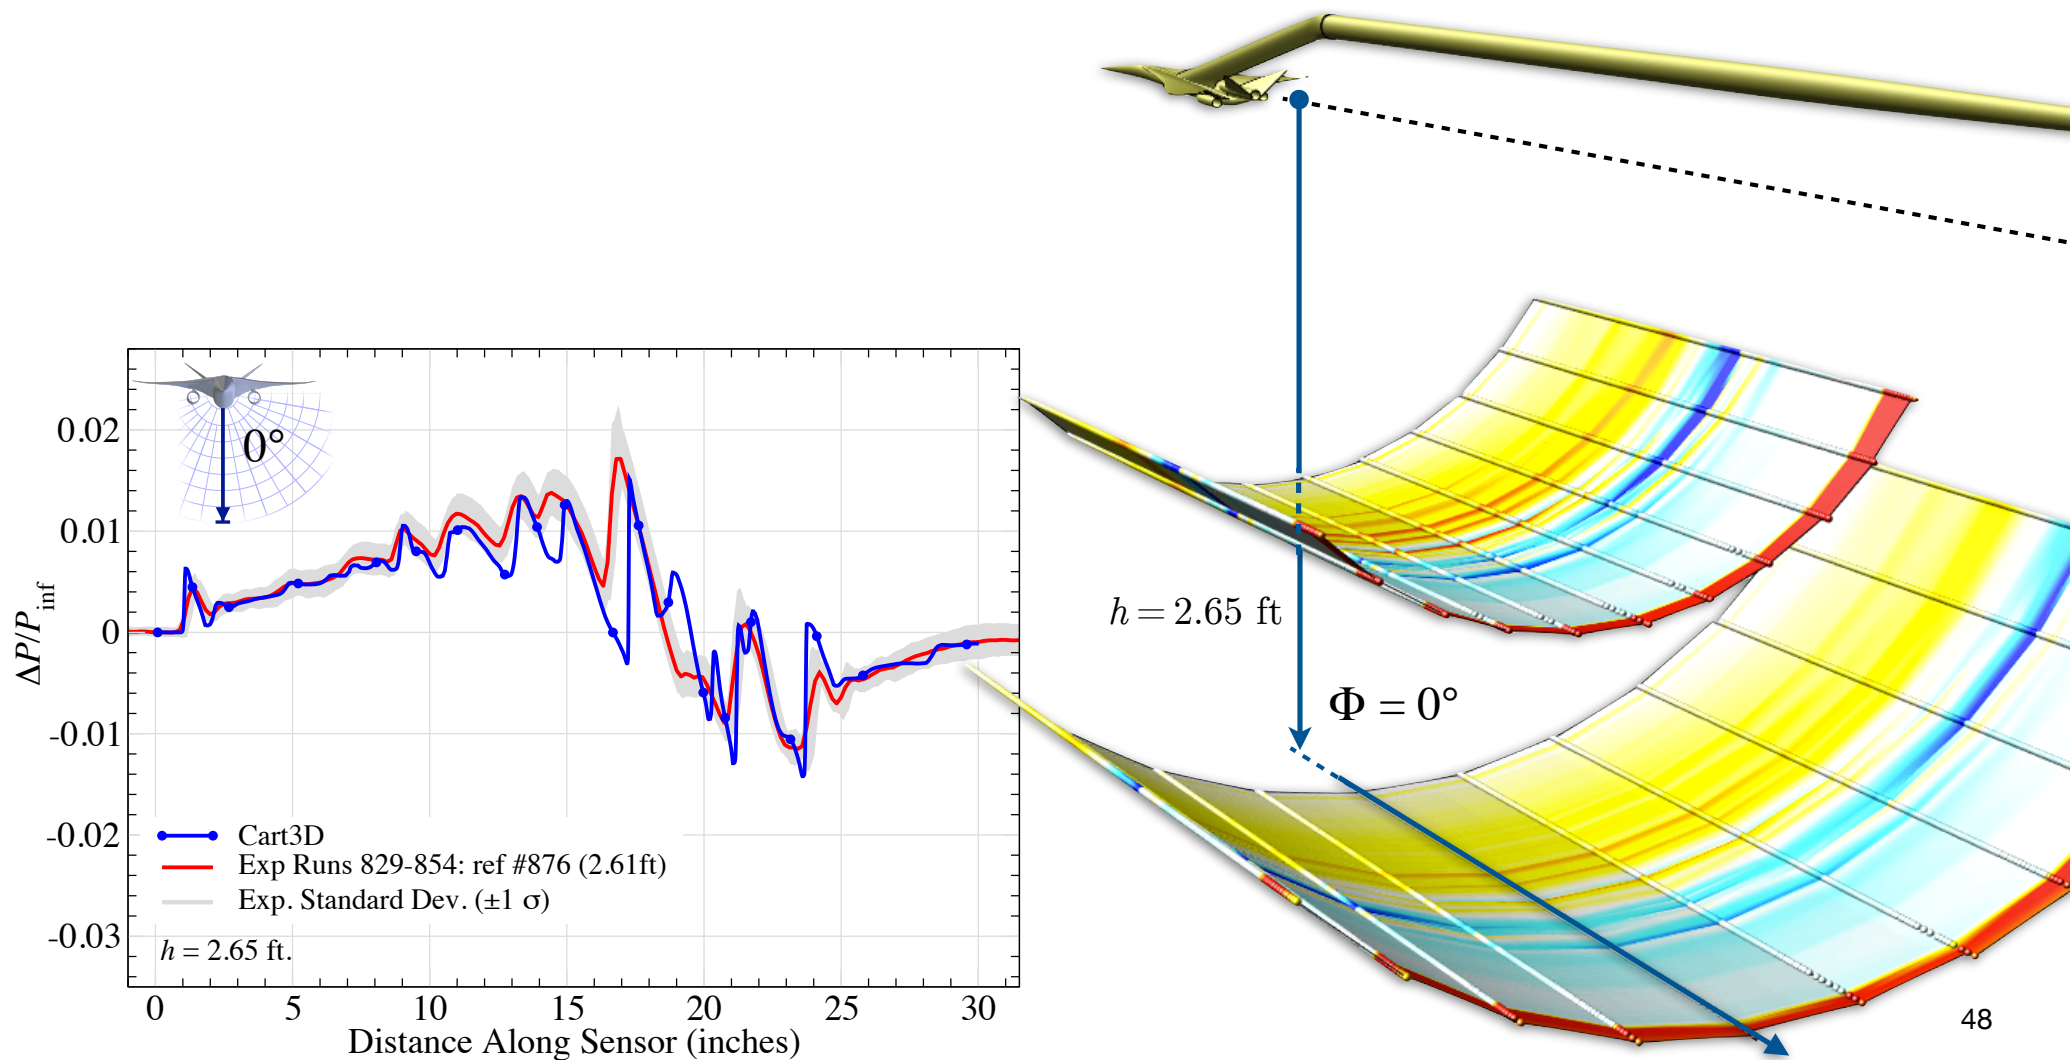 0°
0.02
0.01
0
-0.01
-0.02
-0.03
ΔP/P_inf
Cart3D
Exp Runs 829-854: ref #876 (2.61ft)
Exp. Standard Dev. (±1 σ)
h = 2.65 ft.
0 5 10 15 20 25 30
Distance Along Sensor (inches)
h = 2.65 ft
Φ = 0°
48